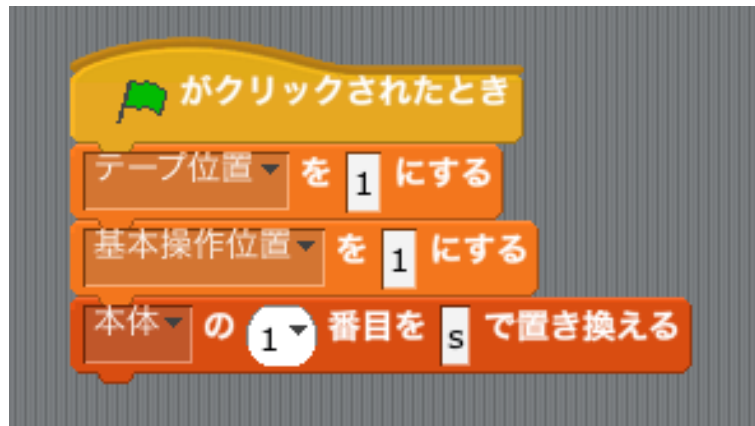 がクリックされたとき
テープ位置 を 1 にする
基本操作位置 を 1 にする
本体 の 1 番目を s で置き換える